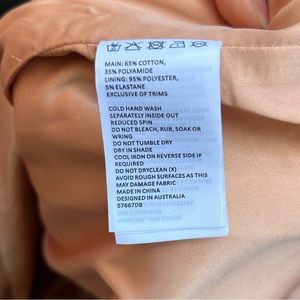 MAIN: 65% COTTON,
35% POLYAMIDE
LINING: 95% POLYESTER,
5% ELASTANE
EXCLUSIVE OF TRIMS
COLD HAND WASH
SEPARATELY INSIDE OUT
REDUCED SPIN
DO NOT BLEACH, RUB, SOAK OR
WRING
DO NOT TUMBLE DRY
DRY IN SHADE
COOL IRON ON REVERSE SIDE IF
REQUIRED
DO NOT DRYCLEAN (X)
AVOID ROUGH SURFACES AS THIS
MAY DAMAGE FABRIC
MADE IN CHINA
DESIGNED IN AUSTRALIA
57667DB